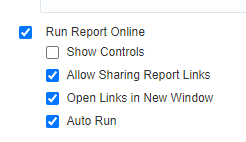 Run Report Online
Show Controls
Allow Sharing Report Links
Open Links in New Window
Auto Run